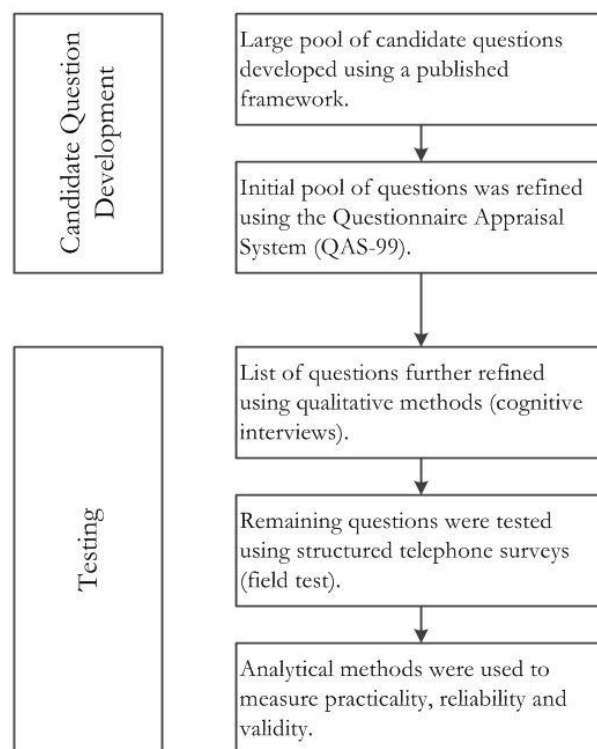 Candidate Question
Development
Large pool of candidate questions
developed using a published
framework.
Initial pool of questions was refined
using the Questionnaire Appraisal
System (QAS-99).
Testing
List of questions further refined
using qualitative methods (cognitive
interviews).
Remaining questions were tested
using structured telephone surveys
(field test).
Analytical methods were used to
measure practicality, reliability and
validity.